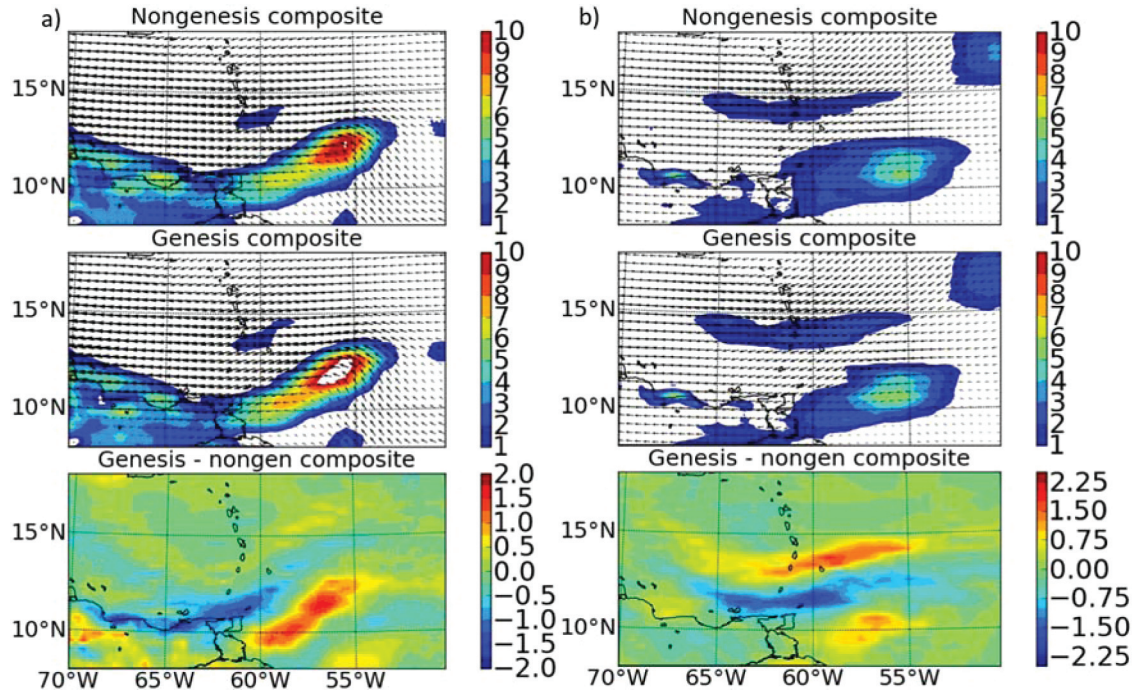 a)
Nongenesis composite
15°N
10°N
10
9
8
7
6
5
4
3
2
1
Genesis composite
15°N
10°N
10
9
8
7
6
5
4
3
2
1
Genesis - nongen composite
15°N
10°N
70°W 65°W 60°W 55°W
2.0
1.5
1.0
0.5
0.0
−0.5
−1.0
−1.5
−2.0
b)
Nongenesis composite
15°N
10°N
10
9
8
7
6
5
4
3
2
1
Genesis composite
15°N
10°N
10
9
8
7
6
5
4
3
2
1
Genesis - nongen composite
15°N
10°N
70°W 65°W 60°W 55°W
2.25
1.50
0.75
0.00
−0.75
−1.50
−2.25